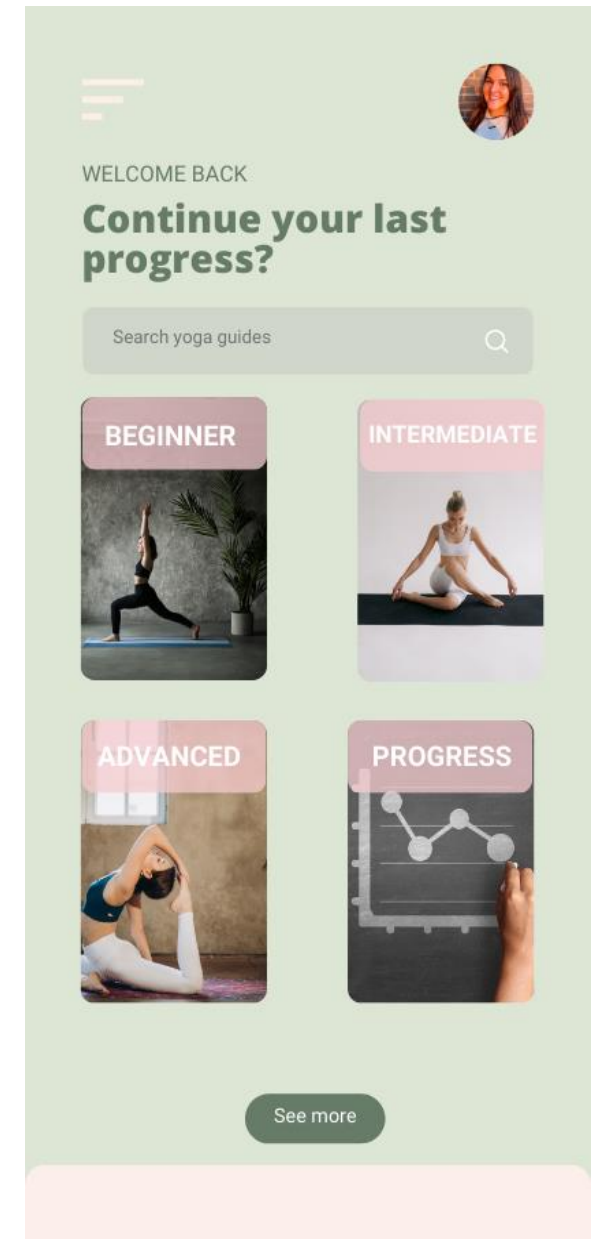 WELCOME BACK
Continue your last
progress?
Search yoga guides
BEGINNER
INTERMEDIATE
ADVANCED
PROGRESS
See more